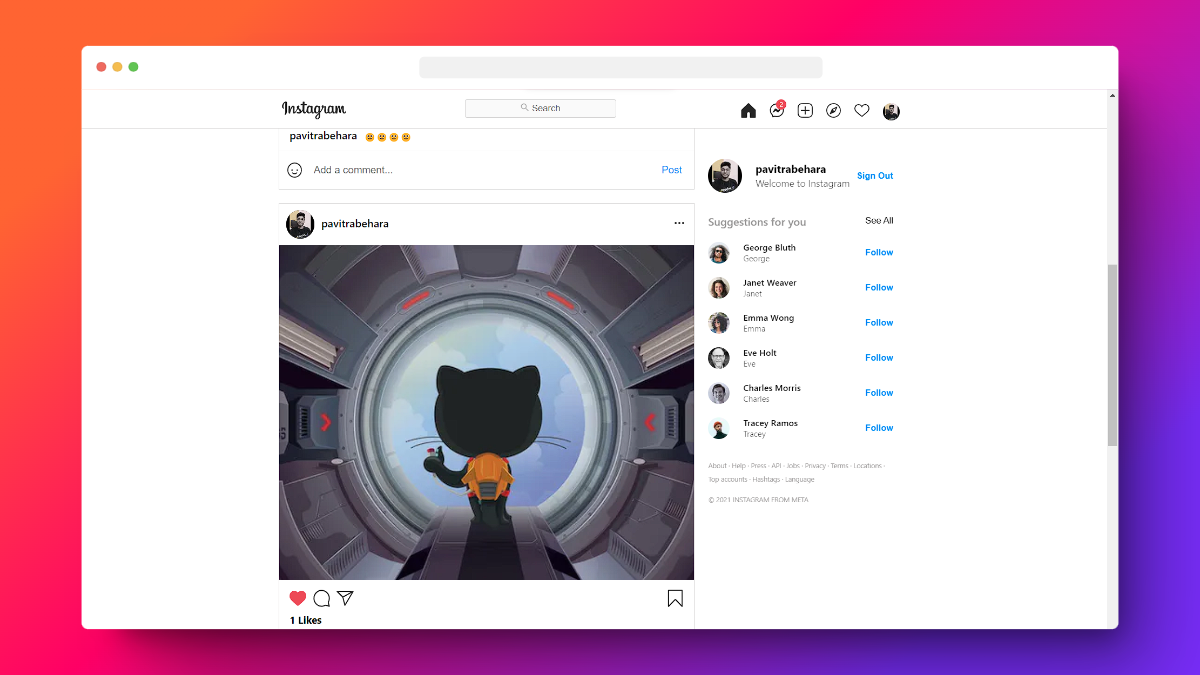 Instagram
Search
2
pavitrabehara
Add a comment...
Post
pavitrabehara
1 Likes
pavitrabehara
Welcome to Instagram
Sign Out
Suggestions for you
See All
George Bluth
George
Follow
Janet Weaver
Janet
Follow
Emma Wong
Emma
Follow
Eve Holt
Eve
Follow
Charles Morris
Charles
Follow
Tracey Ramos
Tracey
Follow
About · Help · Press · API · Jobs · Privacy · Terms · Locations ·
Top accounts · Hashtags · Language
© 2021 INSTAGRAM FROM META